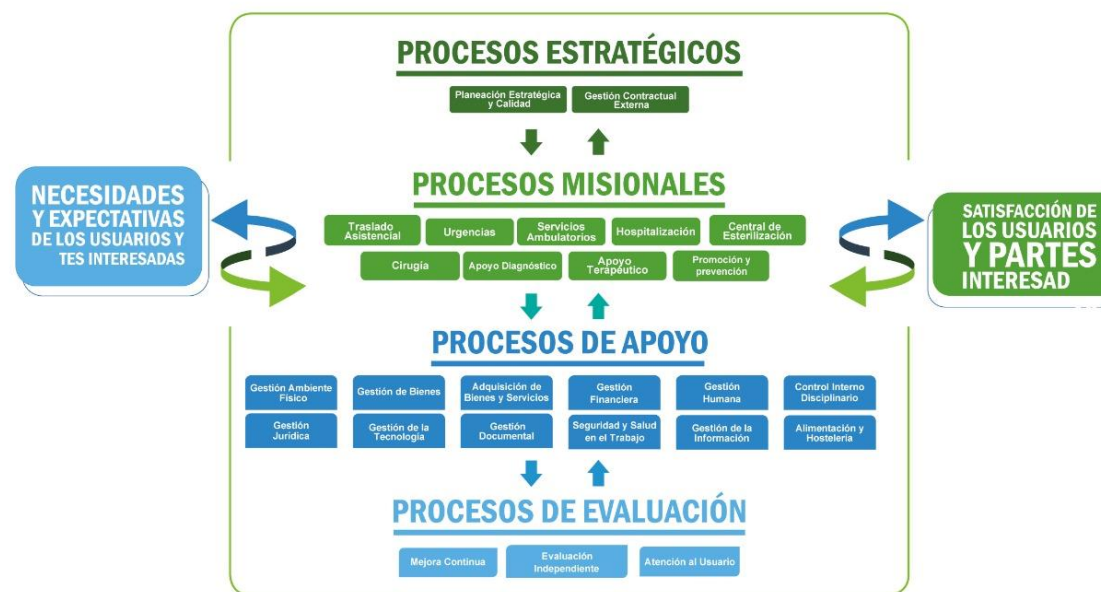 PROCESOS ESTRATÉGICOS
Planeación Estratégica
y Calidad
Gestión Contractual
Externa
NECESIDADES
Y EXPECTATIVAS
DE LOS USUARIOS Y
TES INTERESADAS
PROCESOS MISIONALES
Traslado
Asistencial
Urgencias
Servicios
Ambulatorios
Hospitalización
Central de
Esterilización
Cirugía
Apoyo Diagnóstico
Apoyo
Terapéutico
Promoción y
prevención
SATISFACCIÓN DE
LOS USUARIOS
Y PARTES
INTERESAD
PROCESOS DE APOYO
Gestión Ambiente
Físico
Gestión de Bienes
Adquisición de
Bienes y Servicios
Gestión
Financiera
Gestión
Humana
Control Interno
Disciplinario
Gestión
Jurídica
Gestión de la
Tecnología
Gestión
Documental
Seguridad y Salud
en el Trabajo
Gestión de la
Información
Alimentación y
Hostelería
PROCESOS DE EVALUACIÓN
Mejora Continua
Evaluación
Independiente
Atención al Usuario